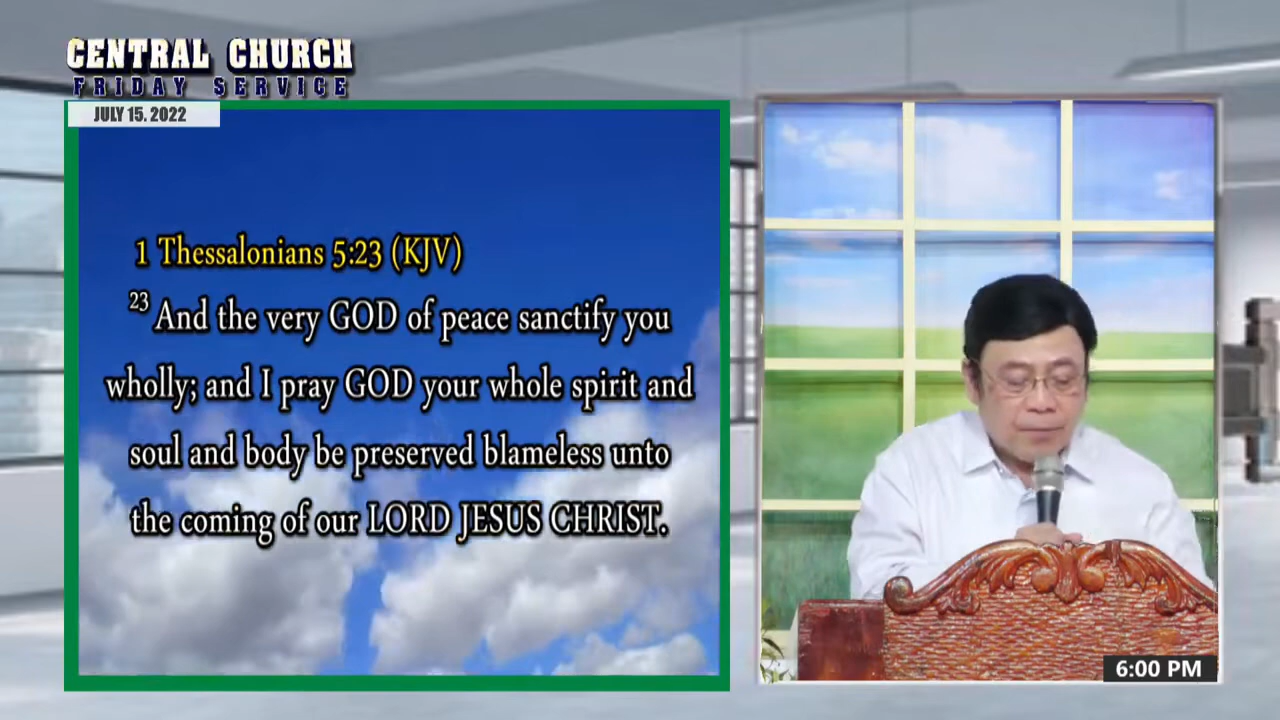 CENTRAL CHURCH
FRIDAY SERVICE
JULY 15. 2022
1 Thessalonians 5:23 (KJV)
23 And the very GOD of peace sanctify you
wholly; and I pray GOD your whole spirit and
soul and body be preserved blameless unto
the coming of our LORD JESUS CHRIST.
6:00 PM